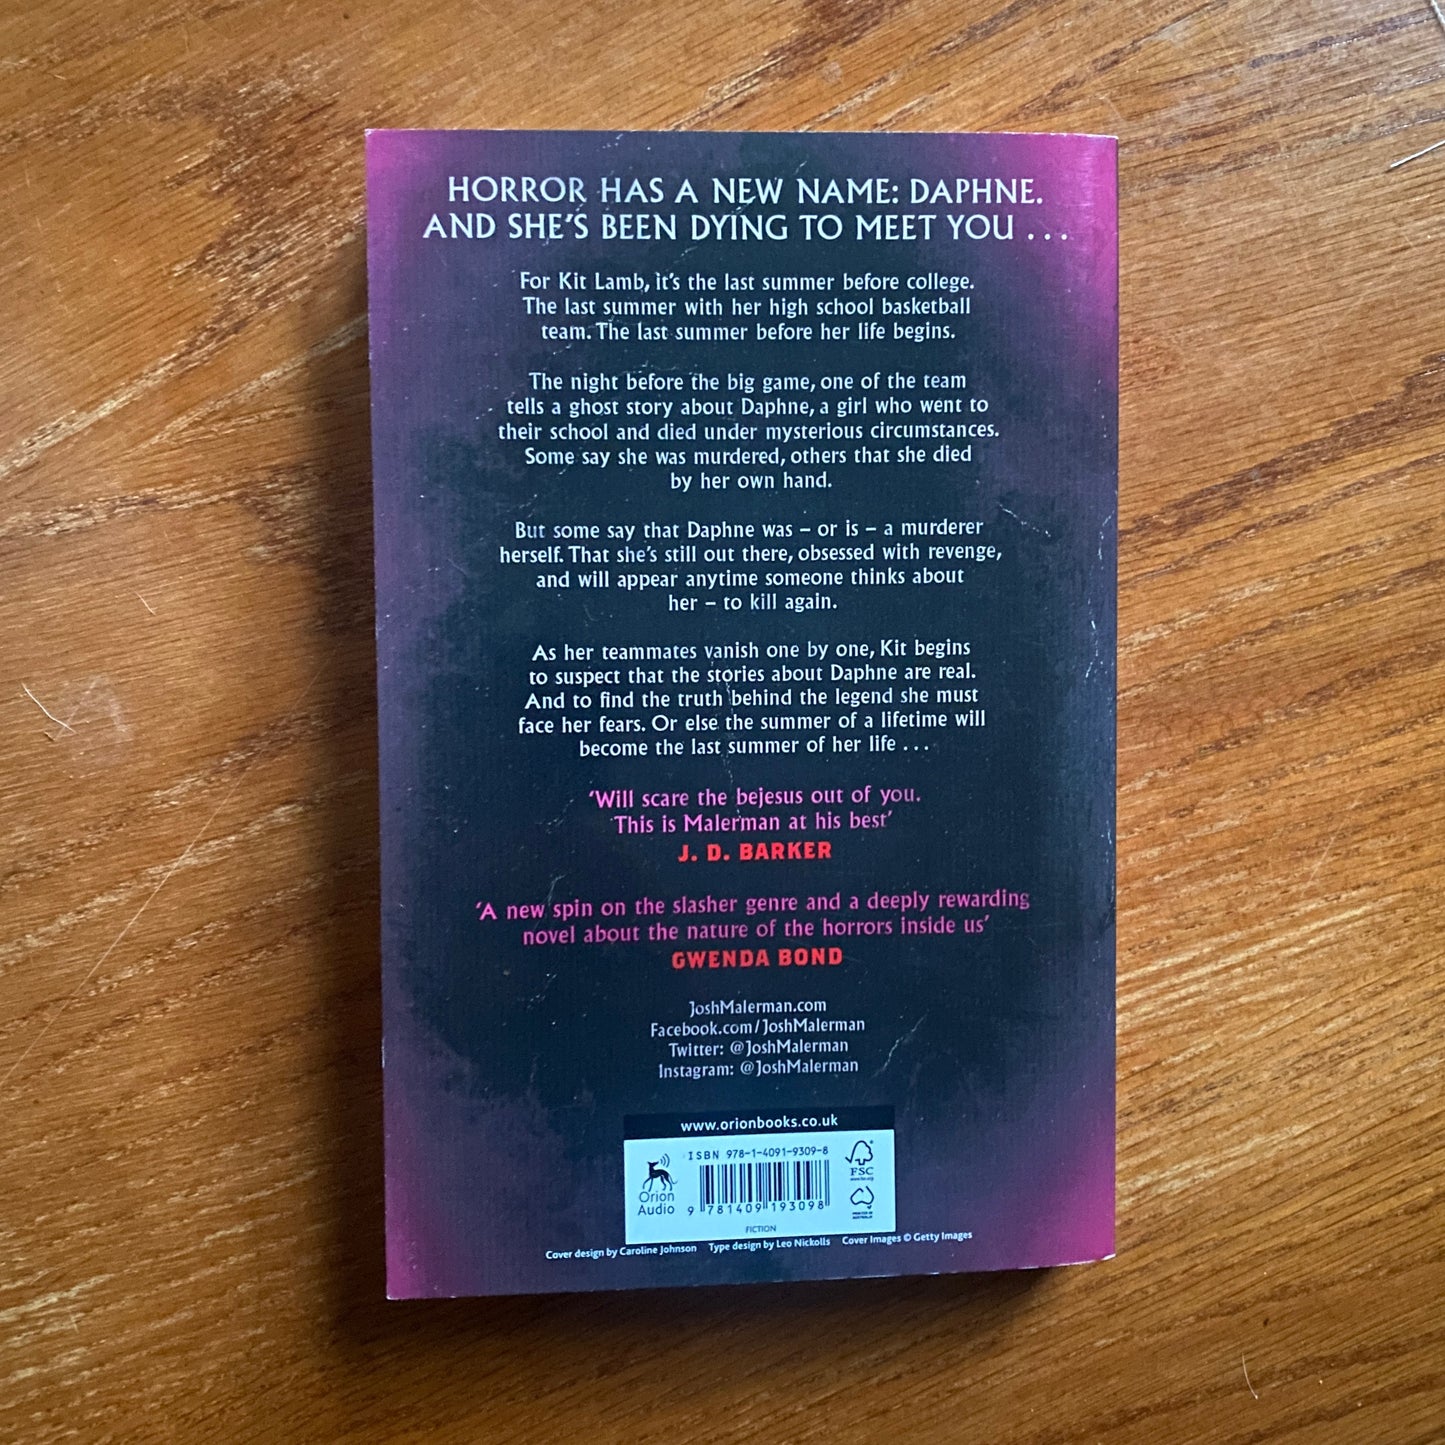 HORROR HAS A NEW NAME: DAPHNE.
AND SHE'S BEEN DYING TO MEET YOU . . .
For Kit Lamb, it's the last summer before college.
The last summer with her high school basketball
team. The last summer before her life begins.
The night before the big game, one of the team
tells a ghost story about Daphne, a girl who went to
their school and died under mysterious circumstances.
Some say she was murdered, others that she died
by her own hand.
But some say that Daphne was – or is – a murderer
herself. That she's still out there, obsessed with revenge,
and will appear anytime someone thinks about
her – to kill again.
As her teammates vanish one by one, Kit begins
to suspect that the stories about Daphne are real.
And to find the truth behind the legend she must
face her fears. Or else the summer of a lifetime will
become the last summer of her life . . .
'Will scare the bejesus out of you.
This is Malerman at his best'
J. D. BARKER
'A new spin on the slasher genre and a deeply rewarding
novel about the nature of the horrors inside us'
GWENDA BOND
JoshMalerman.com
Facebook.com/JoshMalerman
Twitter: @JoshMalerman
Instagram: @JoshMalerman
www.orionbooks.co.uk
ISBN 978-1-4091-9309-8
Orion
Audio
9 781409 193098
FSC
www.fsc.org
PRINTED IN
AUSTRALIA
FICTION
Cover design by Caroline Johnson Type design by Leo Nickolls Cover Images © Getty Images